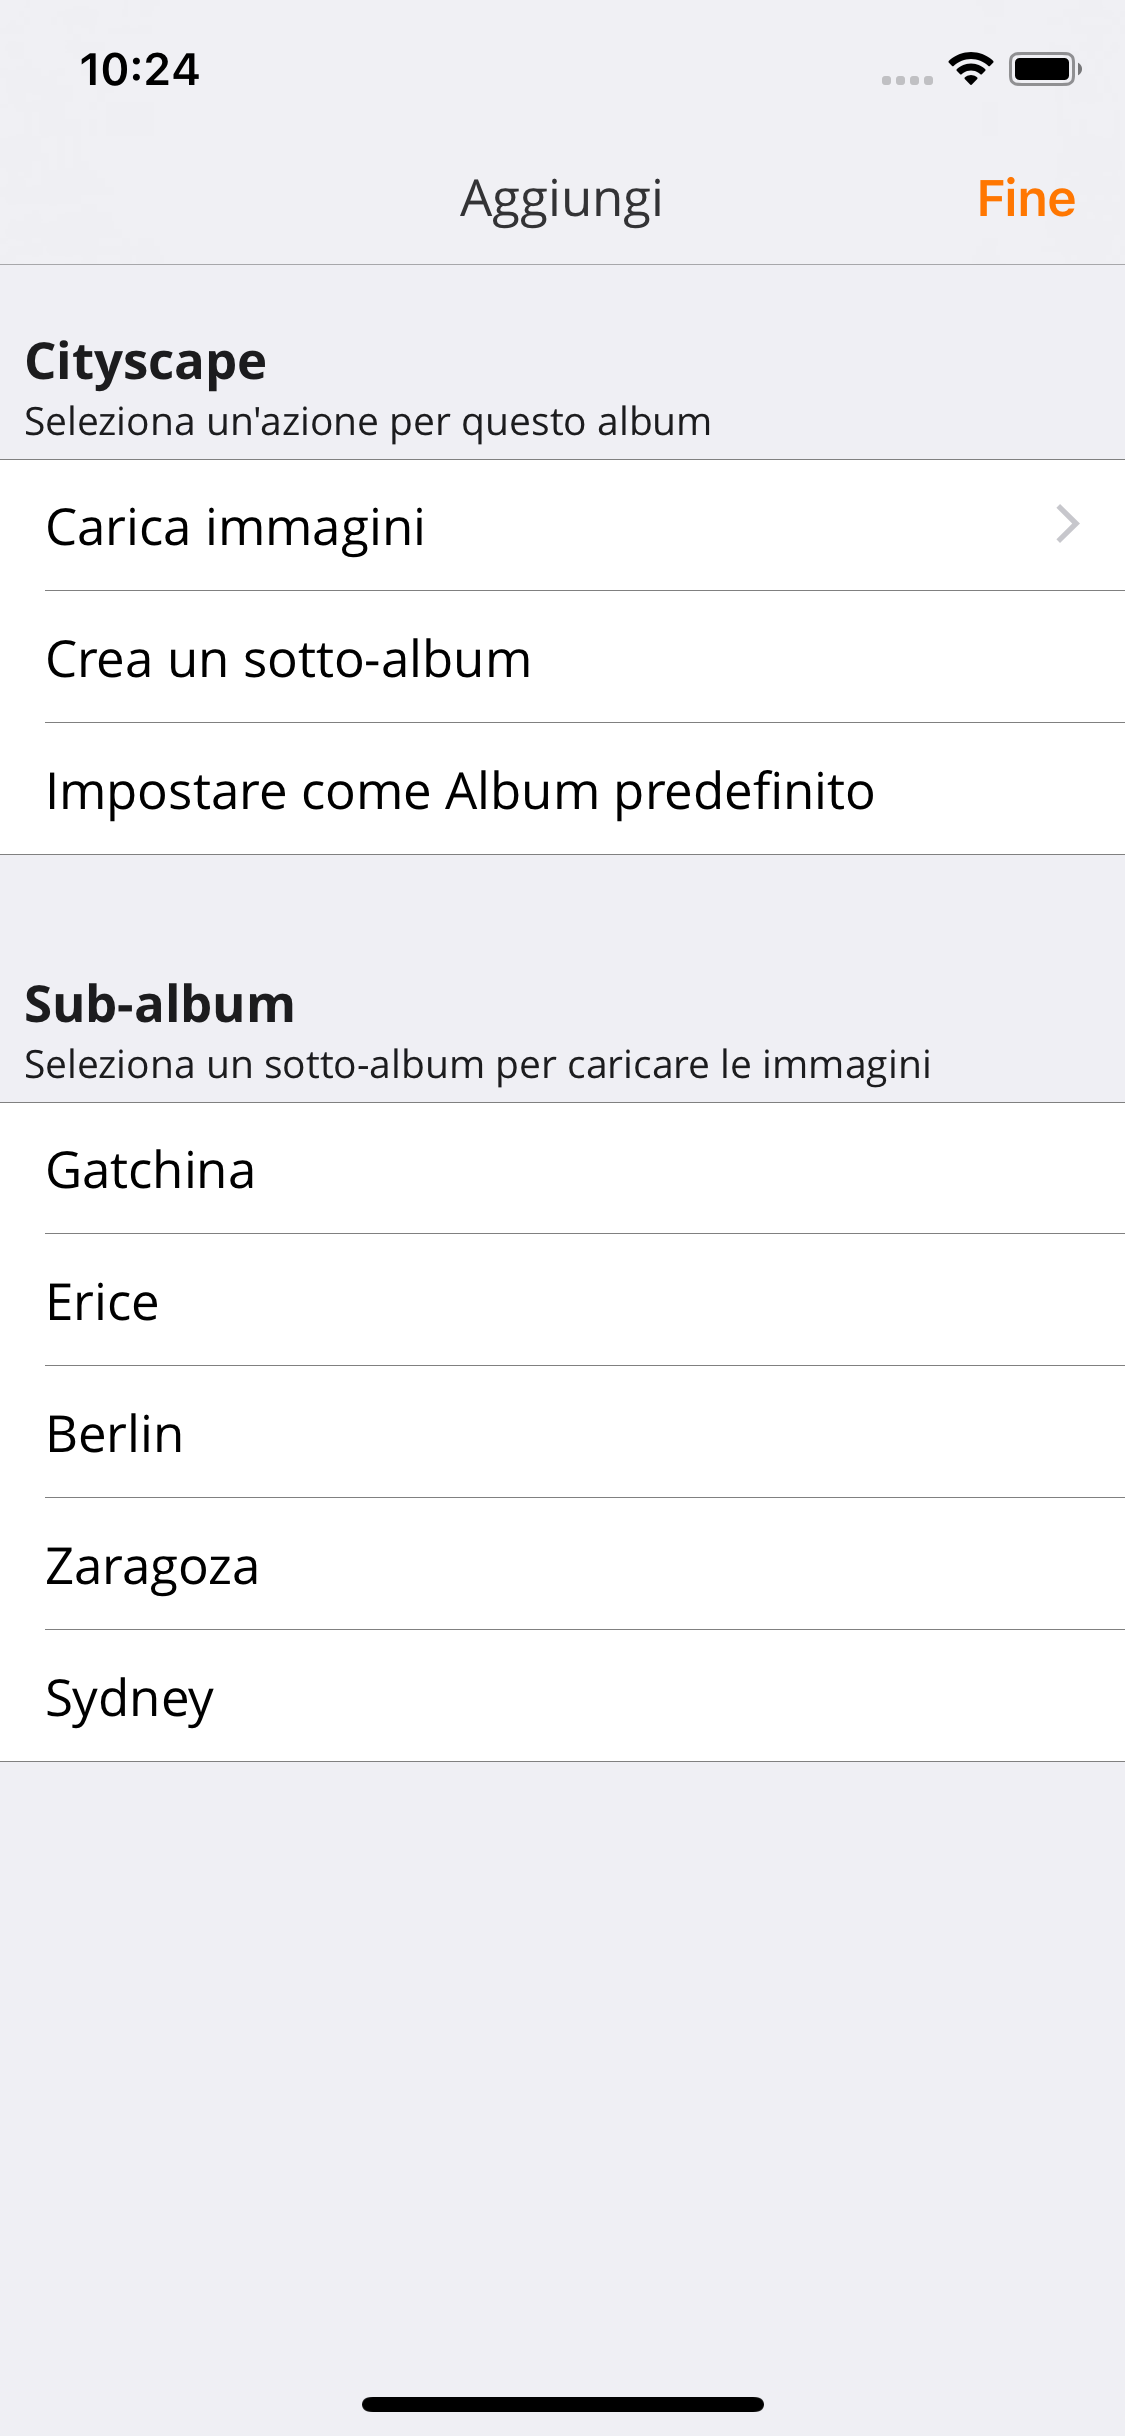 10:24
Aggiungi
Fine
Cityscape
Seleziona un'azione per questo album
Carica immagini
Crea un sotto-album
Impostare come Album predefinito
Sub-album
Seleziona un sotto-album per caricare le immagini
Gatchina
Erice
Berlin
Zaragoza
Sydney